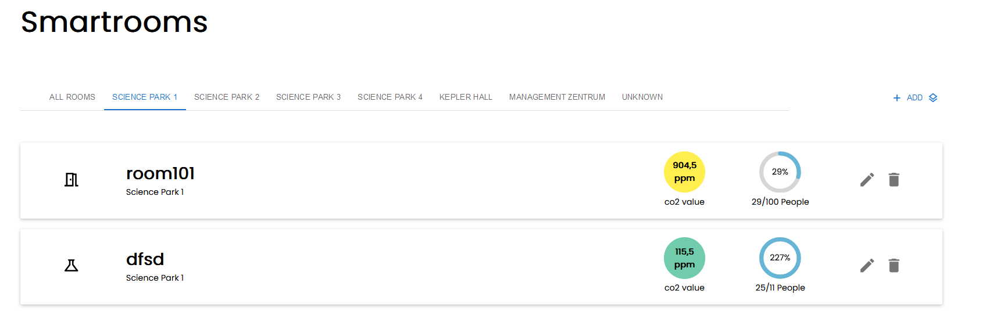 Smartrooms
ALL ROOMS SCIENCE PARK 1 SCIENCE PARK 2 SCIENCE PARK 3 SCIENCE PARK 4 KEPLER HALL MANAGEMENT ZENTRUM UNKNOWN + ADD
room101
Science Park 1
904,5
ppm
co2 value
29%
29/100 People
dfsd
Science Park 1
115,5
ppm
co2 value
227%
25/11 People